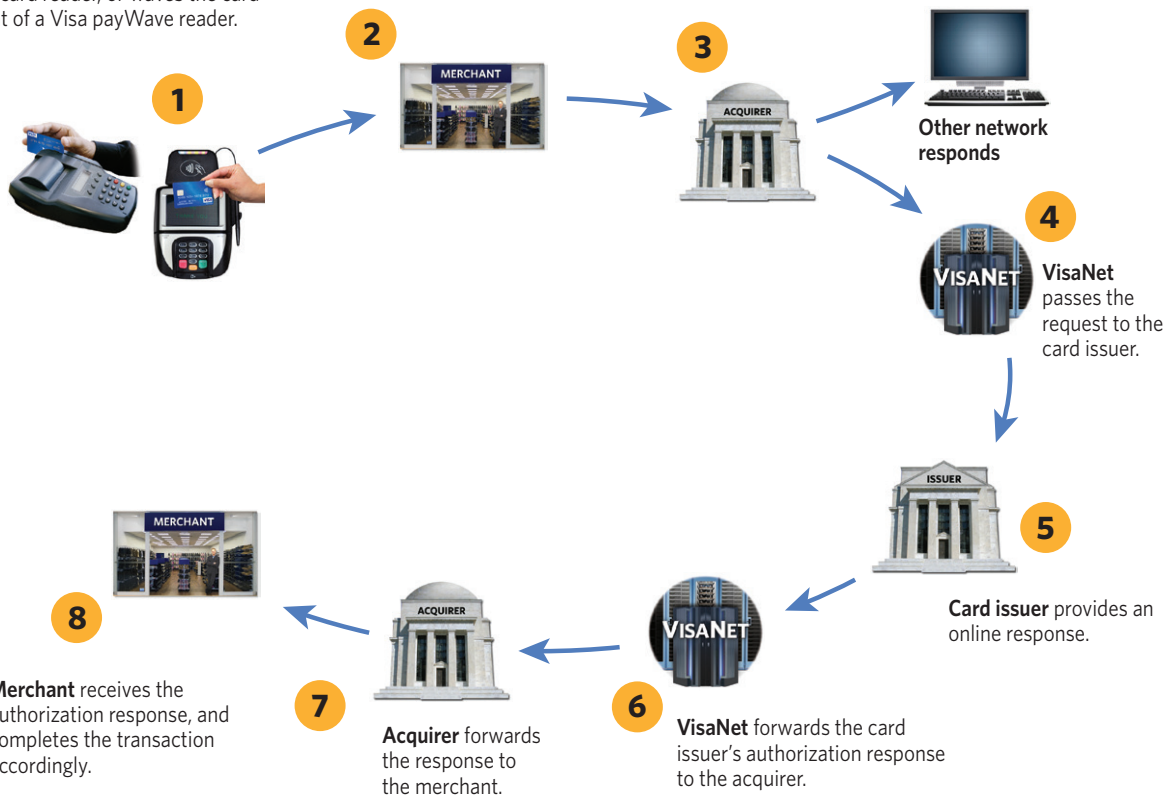 card reader, or waves the card
t of a Visa payWave reader.
1
2
MERCHANT
3
ACQUIRER
Other network
responds
4
VISANET
VisaNet
passes the
request to the
card issuer.
ISSUER
5
Card issuer provides an
online response.
VISANET
6
VisaNet forwards the card
issuer's authorization response
to the acquirer.
ACQUIRER
7
Acquirer forwards
the response to
the merchant.
MERCHANT
8
Merchant receives the
uthorization response, and
ompletes the transaction
ccordingly.